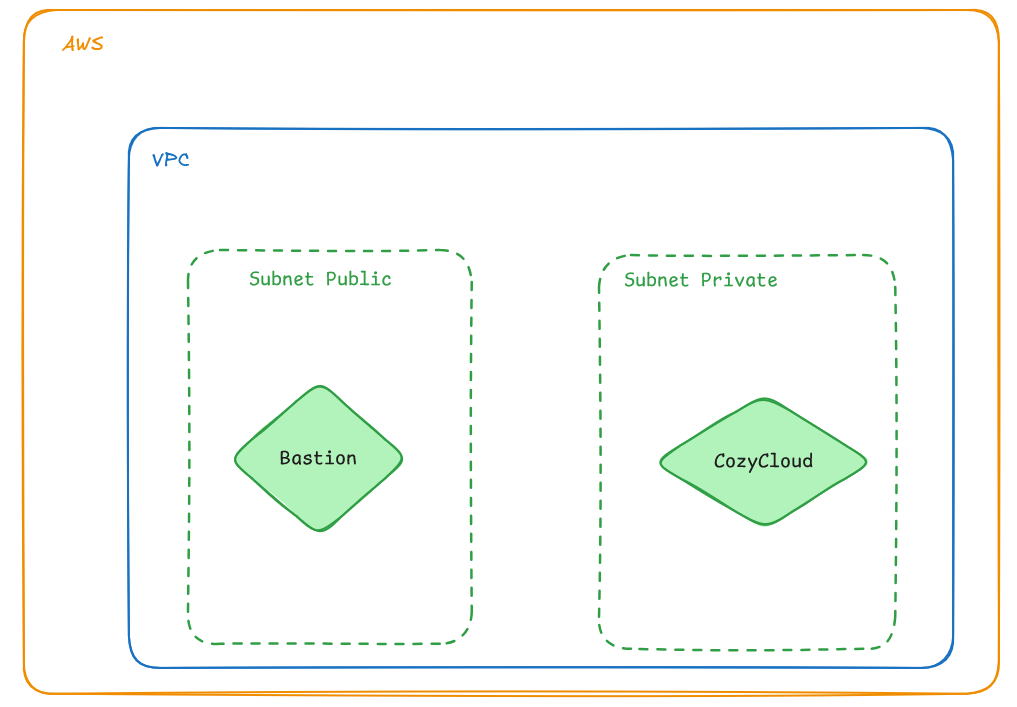 AWS
VPC
Subnet Public
Subnet Private
Bastion
CozyCloud